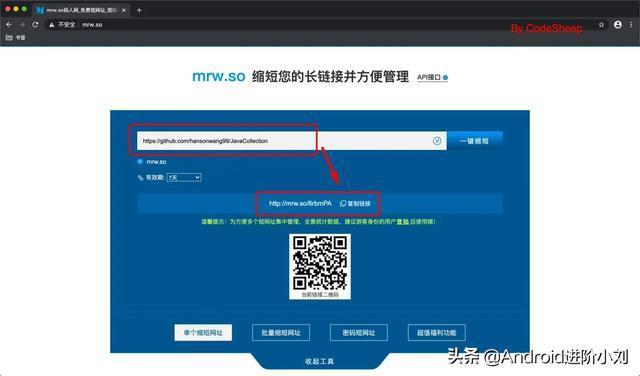 mrw.so码人网_免费短网址_短链
不安全 | mrw.so
书签
By CodeSheep
mrw.so 缩短您的长链接并方便管理 API接口
https://github.com/hansonwang99/JavaCollection
一键缩短
mrw.so
有效期: 7天
http://mrw.so/6rbmPA 复制链接
温馨提示：为方便多个短网址集中管理、全景统计数据，建议游客身份的用户登陆后使用哦！
当前链接二维码
单个缩短网址 批量缩短网址 密码短网址 超值福利功能
收起工具
头条 @Android进阶小刘